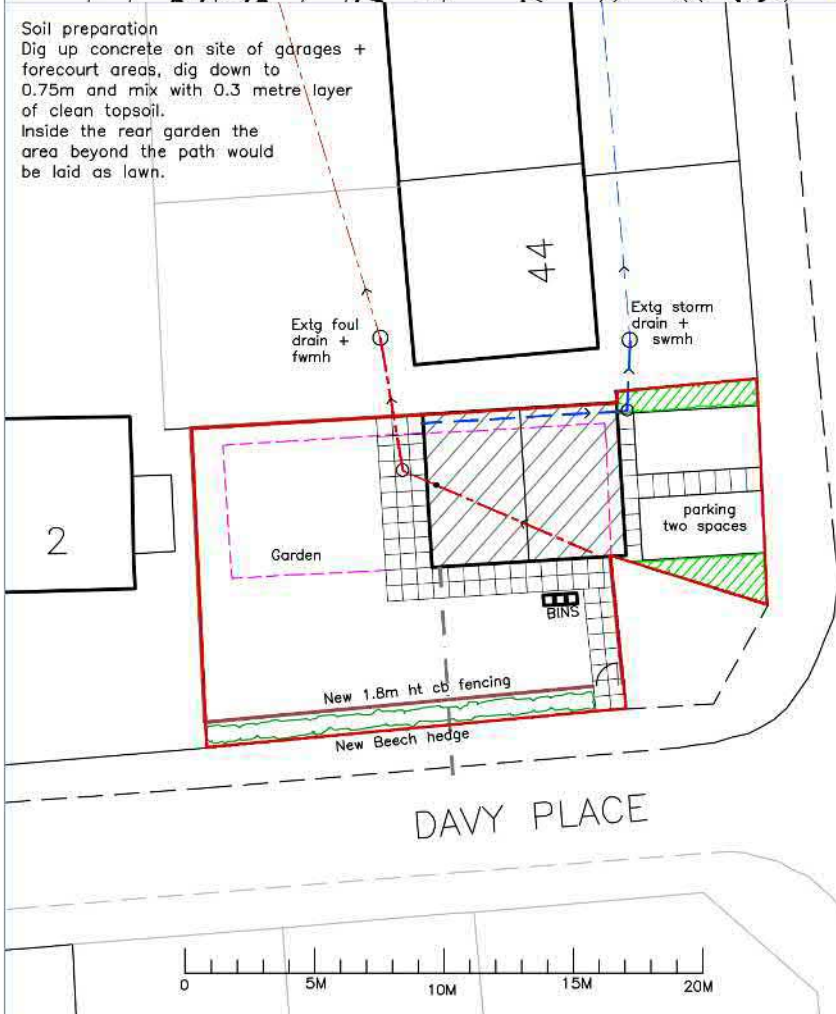 Soil preparation
Dig up concrete on site of garages +
forecourt areas, dig down to
0.75m and mix with 0.3 metre layer
of clean topsoil.
Inside the rear garden the
area beyond the path would
be laid as lawn.
44
Extg foul
drain +
fwmh
Extg storm
drain +
swmh
2
Garden
parking
two spaces
BINS
New 1.8m ht cb fencing
New Beech hedge
DAVY PLACE
0 5M 10M 15M 20M